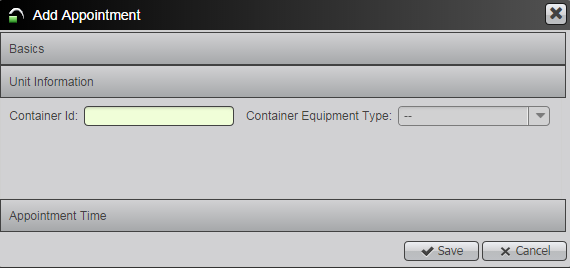 Add Appointment
Basics
Unit Information
Container Id: Container Equipment Type: --
Appointment Time
Save Cancel